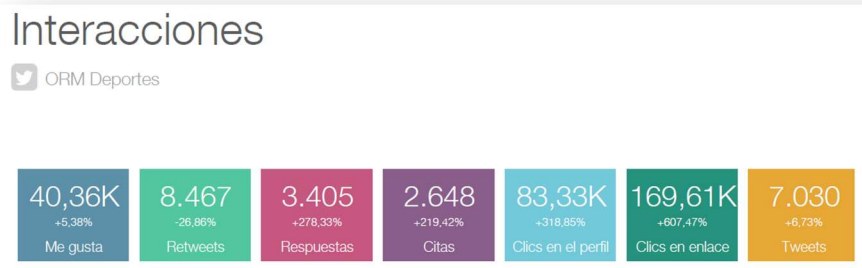 Interacciones
ORM Deportes
40,36K 8.467 3.405 2.648 83,33K 169,61K 7.030
+5,38% -26,86% +278,33% +219,42% +318,85% +607,47% +6,73%
Me gusta Retweets Respuestas Citas Clics en el perfil Clics en enlace Tweets